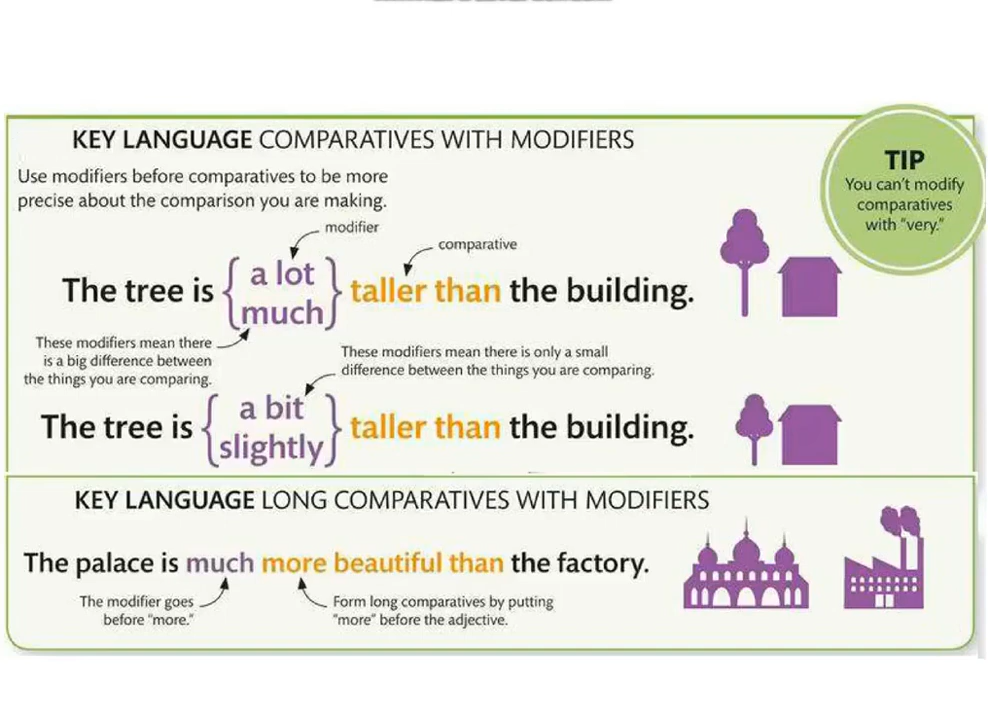 KEY LANGUAGE COMPARATIVES WITH MODIFIERS
Use modifiers before comparatives to be more
precise about the comparison you are making.
TIP
You can't modify
comparatives
with "very."
modifier
comparative
The tree is { a lot } taller than the building.
much
These modifiers mean there
is a big difference between
the things you are comparing.
These modifiers mean there is only a small
difference between the things you are comparing.
The tree is { a bit } taller than the building.
slightly
KEY LANGUAGE LONG COMPARATIVES WITH MODIFIERS
The palace is much more beautiful than the factory.
The modifier goes
before "more."
Form long comparatives by putting
"more" before the adjective.